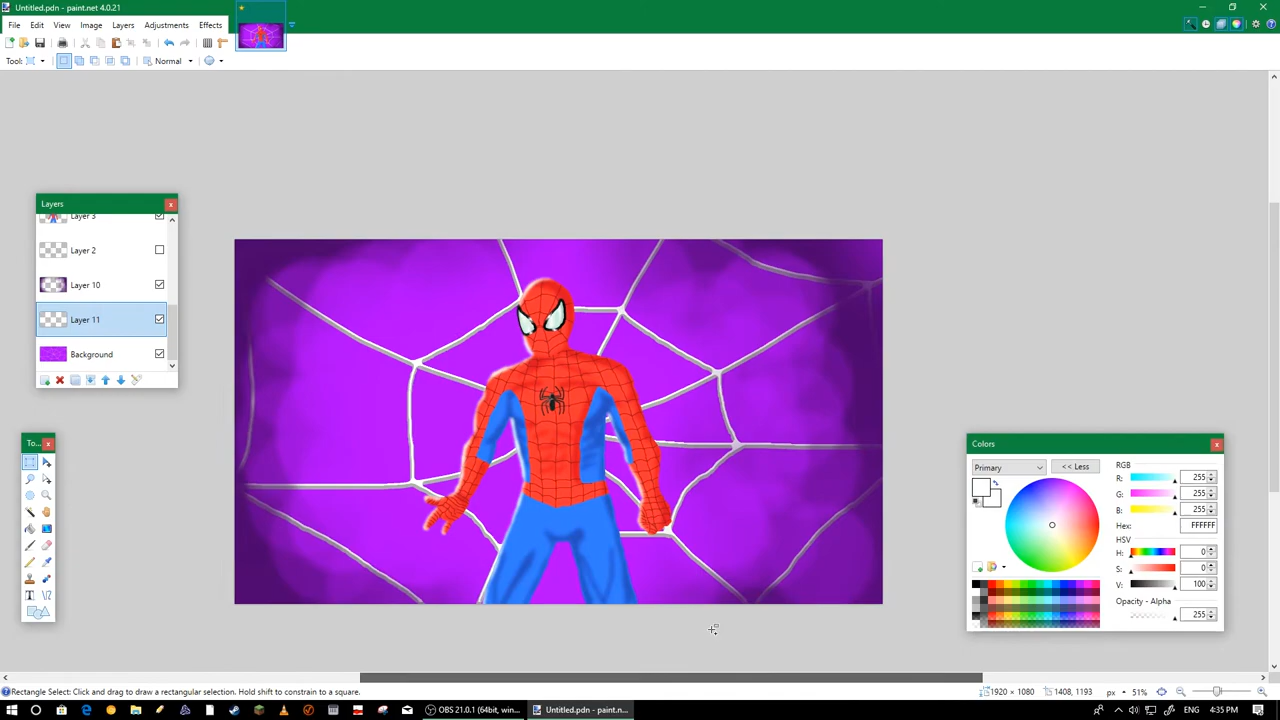 Untitled.pdn - paint.net 4.0.21
File Edit View Image Layers Adjustments Effects
Tool: Normal
Layers
Layer 3
Layer 2
Layer 10
Layer 11
Background
To...
Colors
Primary
<< Less
RGB
R: 255
G: 255
B: 255
Hex: FFFFFF
HSV
H: 0
S: 0
V: 100
Opacity - Alpha
255
Rectangle Select: Click and drag to draw a rectangular selection. Hold shift to constrain to a square.
1920 × 1080
1408, 1193
px
51%
OBS 21.0.1 (64bit, win...
Untitled.pdn - paint.n...
4:35 PM